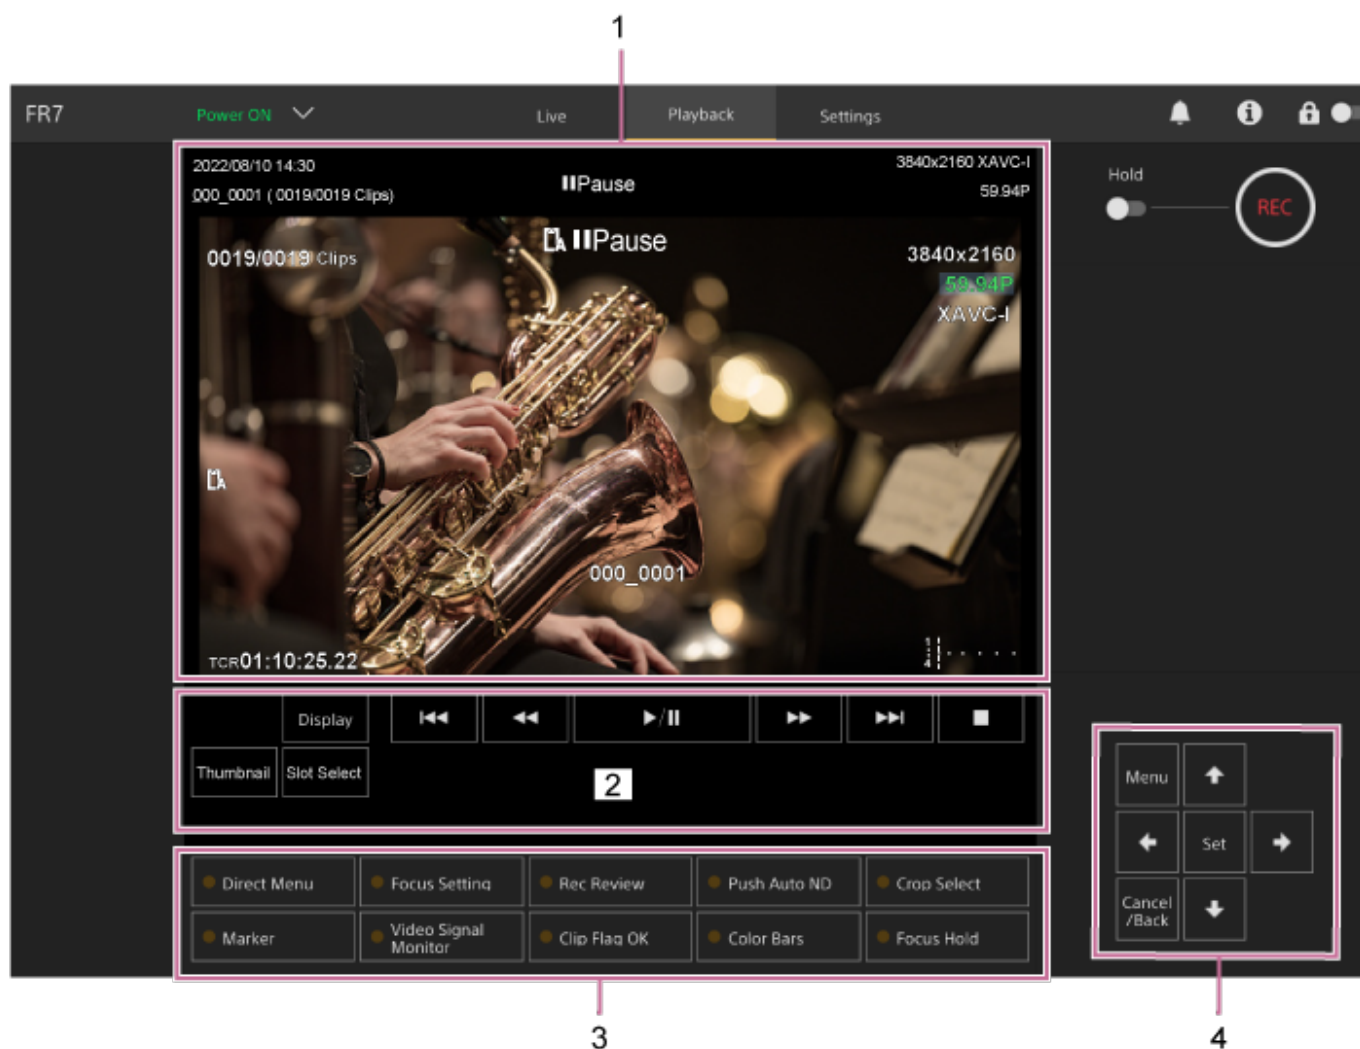 1
FR7
Power ON
Live
Playback
Settings
2022/08/10 14:30
Pause
3840x2160 XAVC-I
000_0001 ( 0019/0019 Clips)
59.94P
Hold
REC
0019/0019 Clips
A Pause
3840x2160
59.94P
XAVC-I
A
000_0001
TCR01:10:25.22
Display
Thumbnail
Slot Select
2
Menu
Set
Cancel
/Back
Direct Menu
Focus Setting
Rec Review
Push Auto ND
Crop Select
Marker
Video Signal
Monitor
Clip Flag OK
Color Bars
Focus Hold
3
4